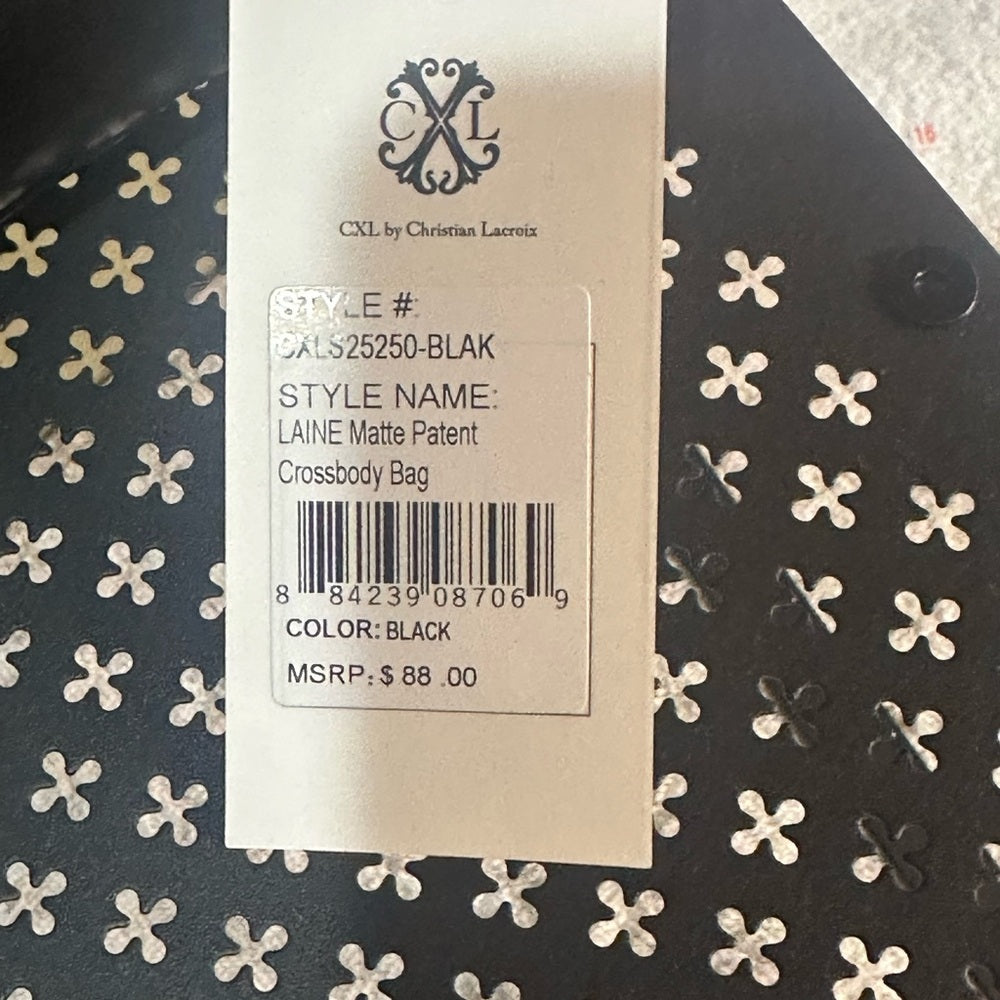 CXL
CXL by Christian Lacroix
16
STYLE #:
CXLS25250-BLAK
STYLE NAME:
LAINE Matte Patent
Crossbody Bag
8 84239 08706 9
COLOR: BLACK
MSRP: $ 88 .00